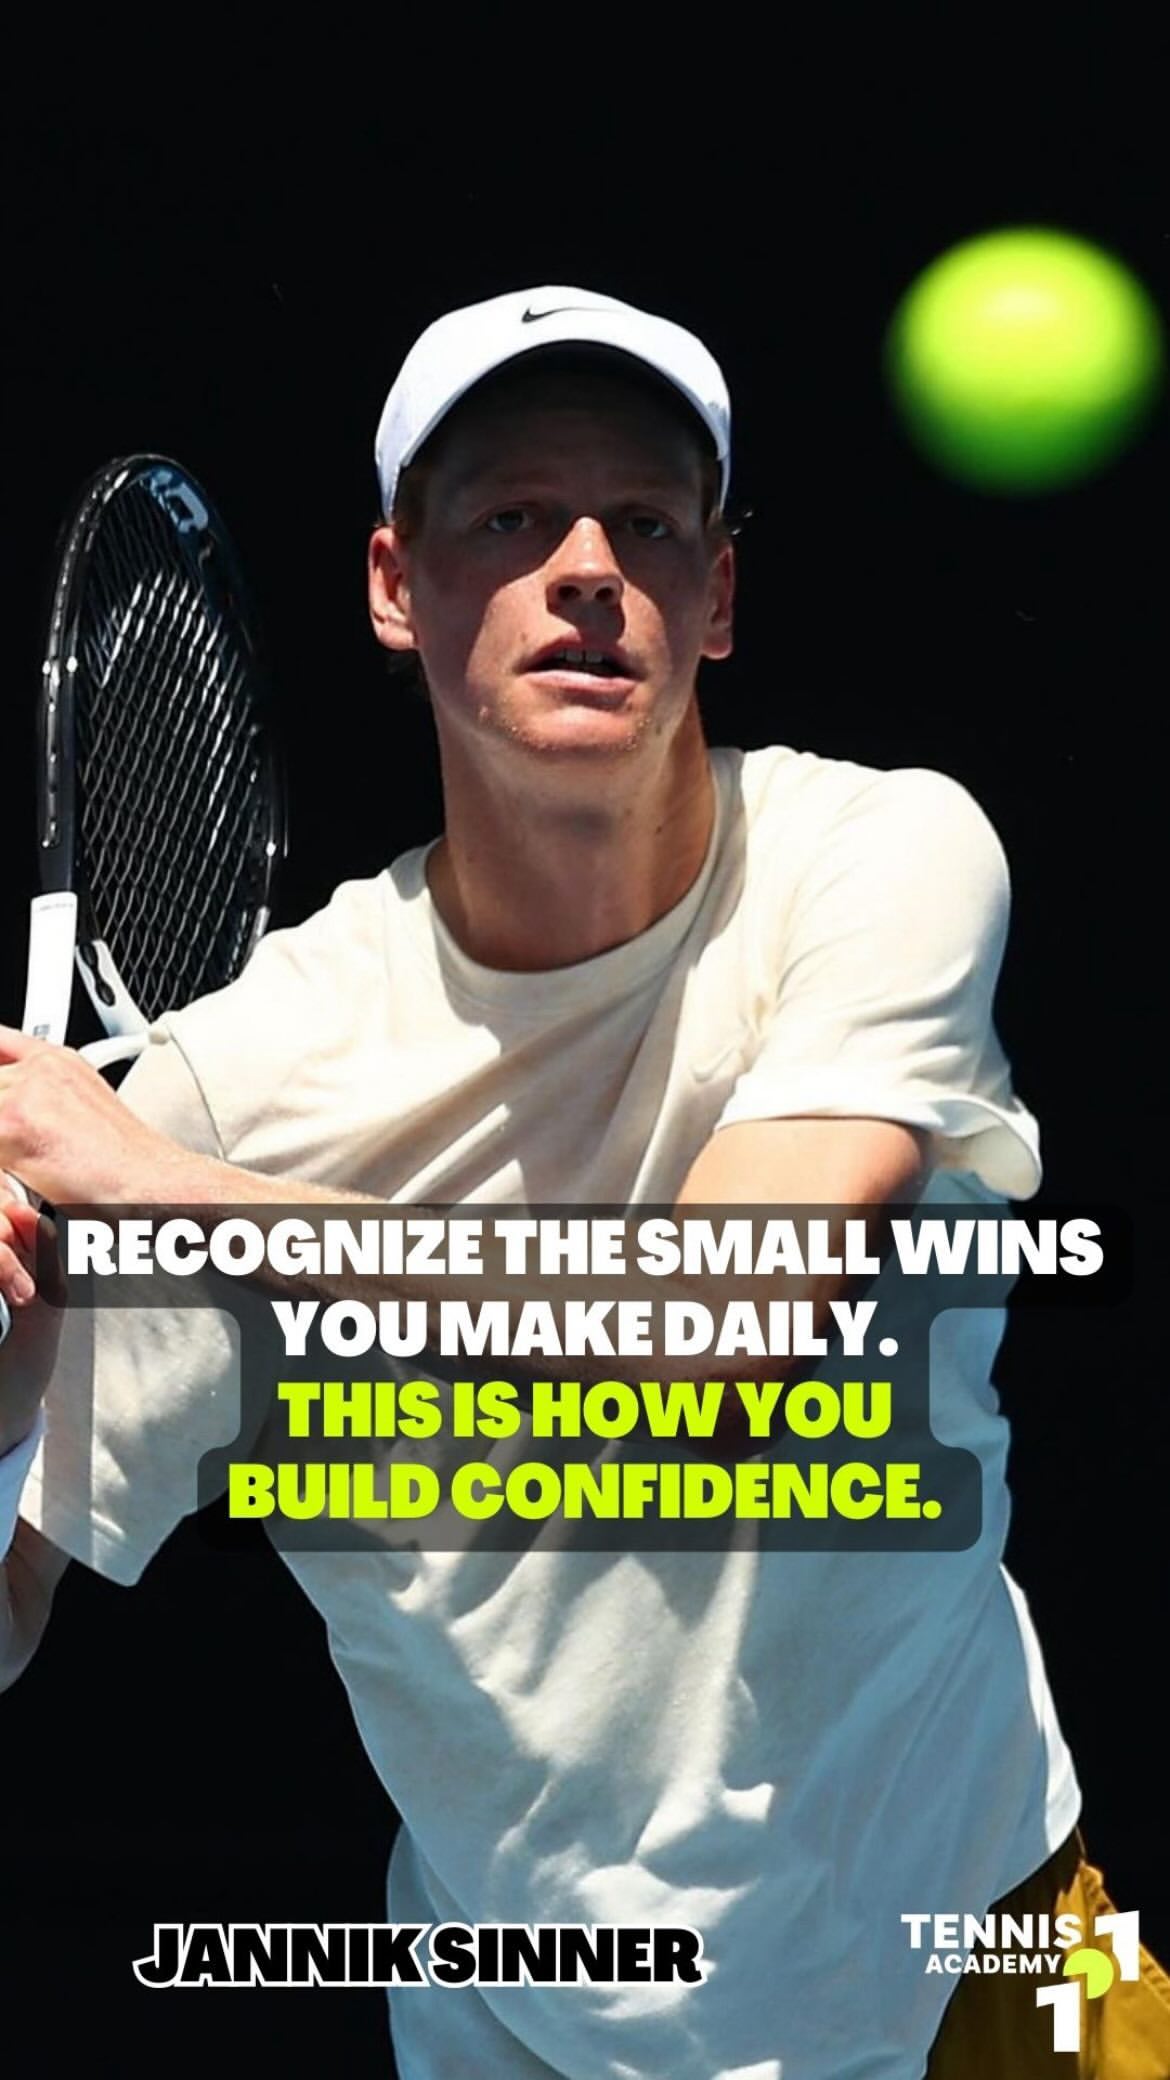 RECOGNIZE THE SMALL WINS
YOU MAKE DAILY.
THIS IS HOW YOU
BUILD CONFIDENCE.
JANNIK SINNER
TENNIS
ACADEMY
1
1